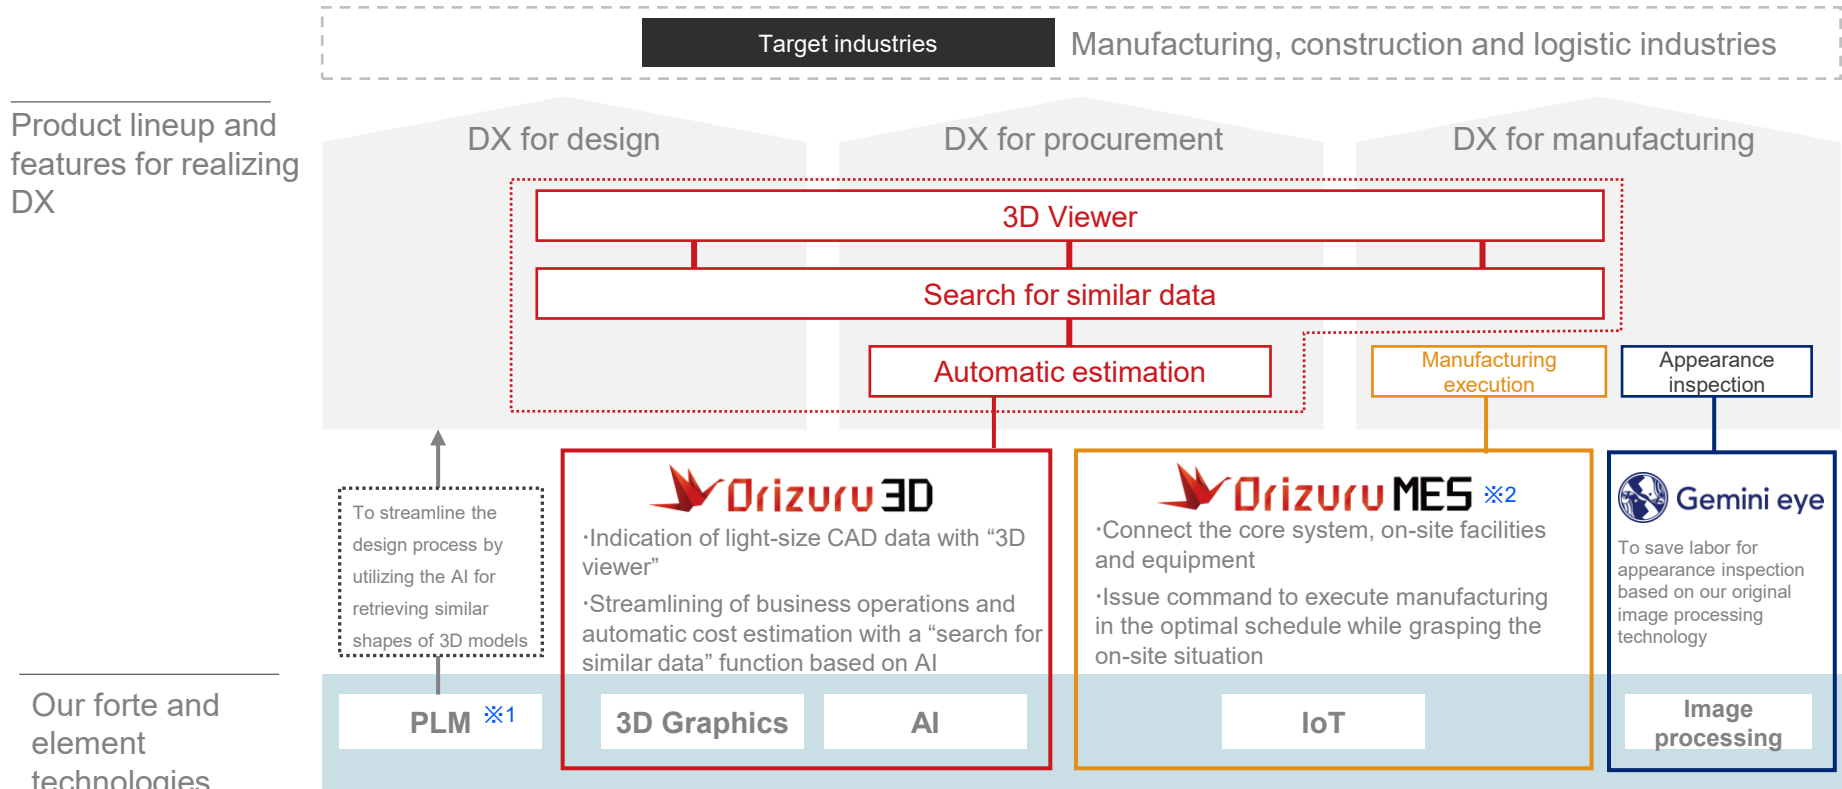 Target industries
Manufacturing, construction and logistic industries
Product lineup and
features for realizing
DX
DX for design
DX for procurement
DX for manufacturing
3D Viewer
Search for similar data
Automatic estimation
Manufacturing
execution
Appearance
inspection
To streamline the
design process by
utilizing the AI for
retrieving similar
shapes of 3D models
Orizuru 3D
・Indication of light-size CAD data with “3D
viewer”
・Streamlining of business operations and
automatic cost estimation with a “search for
similar data” function based on AI
Orizuru MES ※2
・Connect the core system, on-site facilities
and equipment
・Issue command to execute manufacturing
in the optimal schedule while grasping the
on-site situation
Gemini eye
To save labor for
appearance inspection
based on our original
image processing
technology
Our forte and
element
technologies
PLM ※1
3D Graphics
AI
IoT
Image
processing